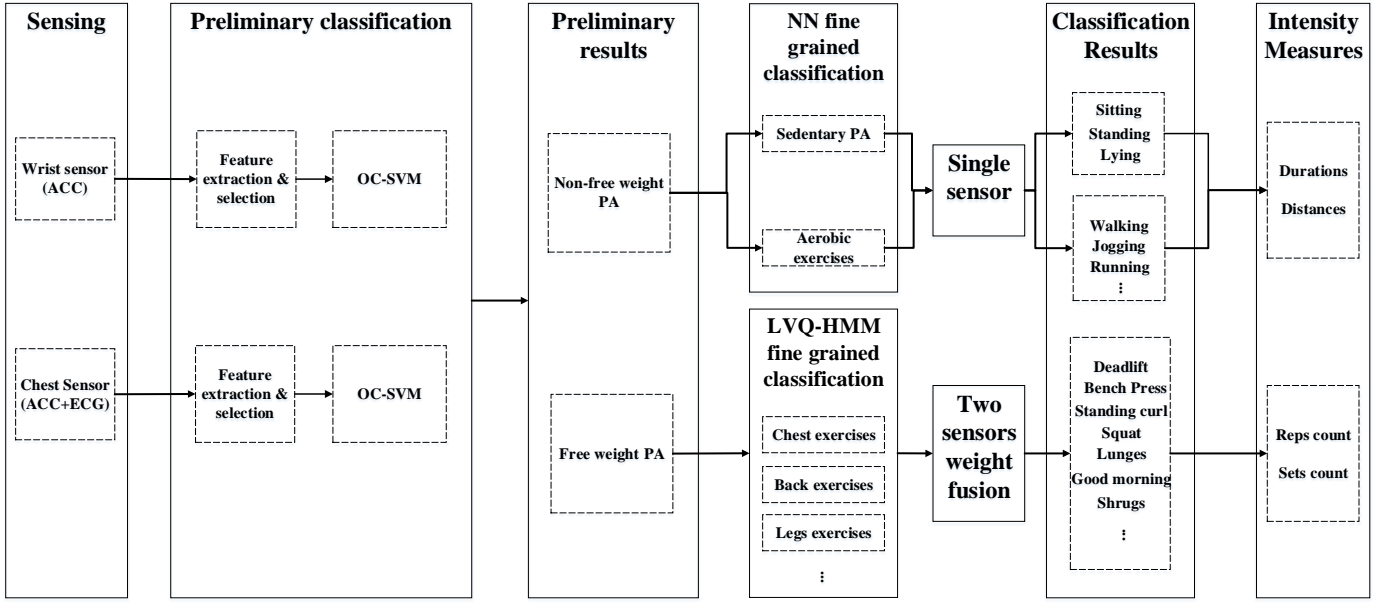 Sensing
Wrist sensor
(ACC)
Chest Sensor
(ACC+ECG)
Preliminary classification
Feature
extraction &
selection
OC-SVM
Feature
extraction &
selection
OC-SVM
Preliminary
results
Non-free weight
PA
Free weight PA
NN fine
grained
classification
Sedentary PA
Aerobic
exercises
LVQ-HMM
fine grained
classification
Chest exercises
Back exercises
Legs exercises
⋮
Single
sensor
Two
sensors
weight
fusion
Classification
Results
Sitting
Standing
Lying
Walking
Jogging
Running
⋮
Deadlift
Bench Press
Standing curl
Squat
Lunges
Good morning
Shrugs
⋮
Intensity
Measures
Durations
Distances
Reps count
Sets count